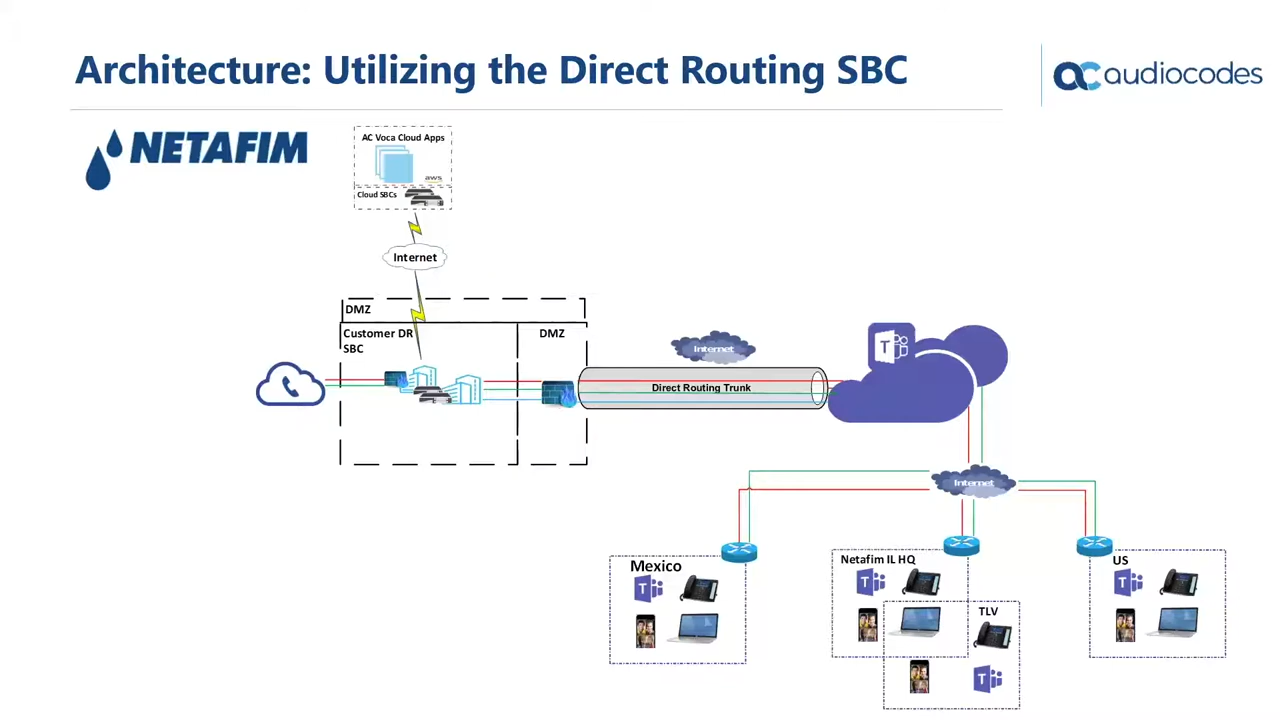 Architecture: Utilizing the Direct Routing SBC
audiocodes
NETAFIM
AC Voca Cloud Apps
aws
Cloud SBCs
Internet
DMZ
Customer DR
SBC
DMZ
Internet
Direct Routing Trunk
T
Internet
Mexico
T
Netafim IL HQ
T
TLV
T
US
T